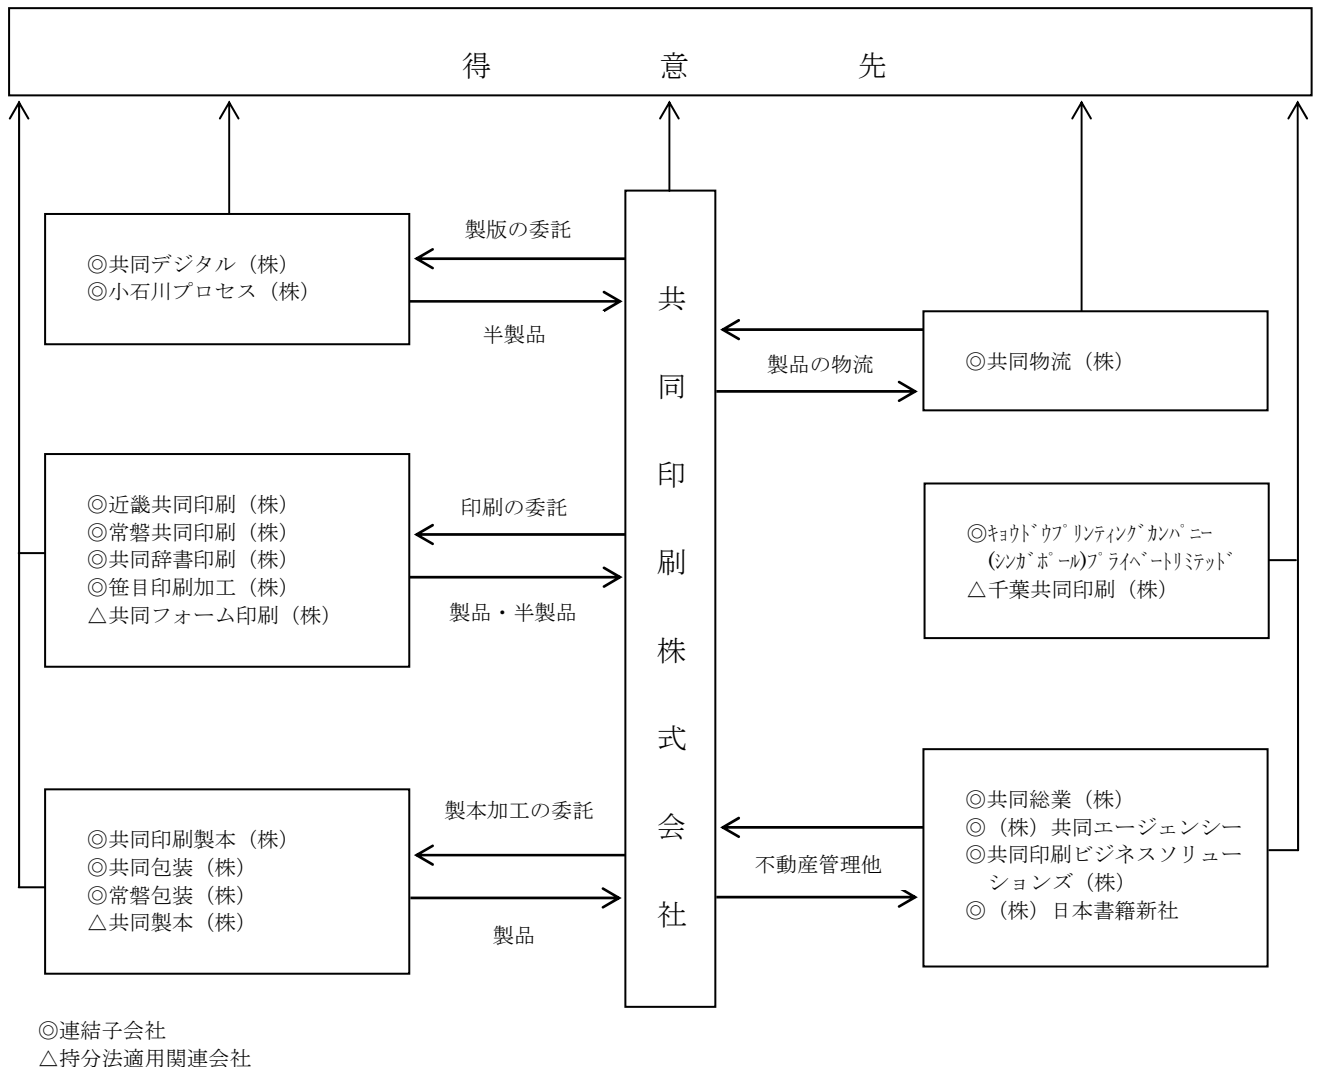 得意先
製版の委託
◎共同デジタル（株）
◎小石川プロセス（株）
半製品
共同印刷株式会社
製品の物流
◎共同物流（株）
◎近畿共同印刷（株）
◎常磐共同印刷（株）
◎共同辞書印刷（株）
◎笹目印刷加工（株）
△共同フォーム印刷（株）
印刷の委託
製品・半製品
◎ｷｮｳﾄﾞｳﾌﾟﾘﾝﾃｨﾝｸﾞｶﾝﾊﾟﾆｰ
(ｼﾝｶﾞﾎﾟｰﾙ)ﾌﾟﾗｲﾍﾞｰﾄﾘﾐﾃｯﾄﾞ
△千葉共同印刷（株）
◎共同印刷製本（株）
◎共同包装（株）
◎常磐包装（株）
△共同製本（株）
製本加工の委託
製品
不動産管理他
◎共同総業（株）
◎（株）共同エージェンシー
◎共同印刷ビジネスソリュー
ションズ（株）
◎（株）日本書籍新社
◎連結子会社
△持分法適用関連会社